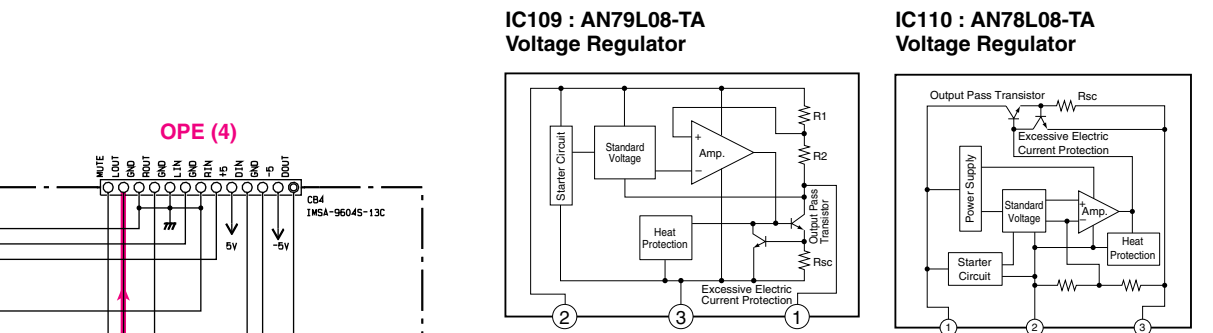 OPE (4)
MUTE
LOUT
GND
ROUT
GND
LIN
GND
RIN
+5
DIN
GND
-5
DOUT
CB4
IMSA-9604S-13C
5V
-5V
IC109 : AN79L08-TA
Voltage Regulator
Starter Circuit
Standard
Voltage
+
−
Amp.
R1
R2
Output Pass
Transistor
Heat
Protection
Rsc
Excessive Electric
Current Protection
2
3
1
IC110 : AN78L08-TA
Voltage Regulator
Output Pass Transistor
Rsc
Excessive Electric
Current Protection
Power Supply
Standard
Voltage
+
−
Amp.
Heat
Protection
Starter
Circuit
1
2
3